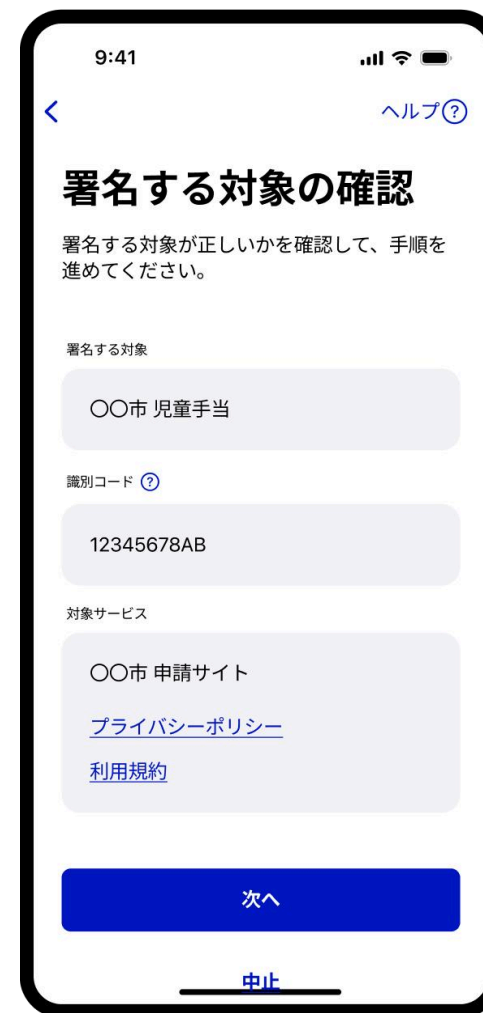 9:41
ヘルプ?
署名する対象の確認
署名する対象が正しいかを確認して、手順を
進めてください。
署名する対象
〇〇市 児童手当
識別コード ?
12345678AB
対象サービス
〇〇市 申請サイト
プライバシーポリシー
利用規約
次へ
中止